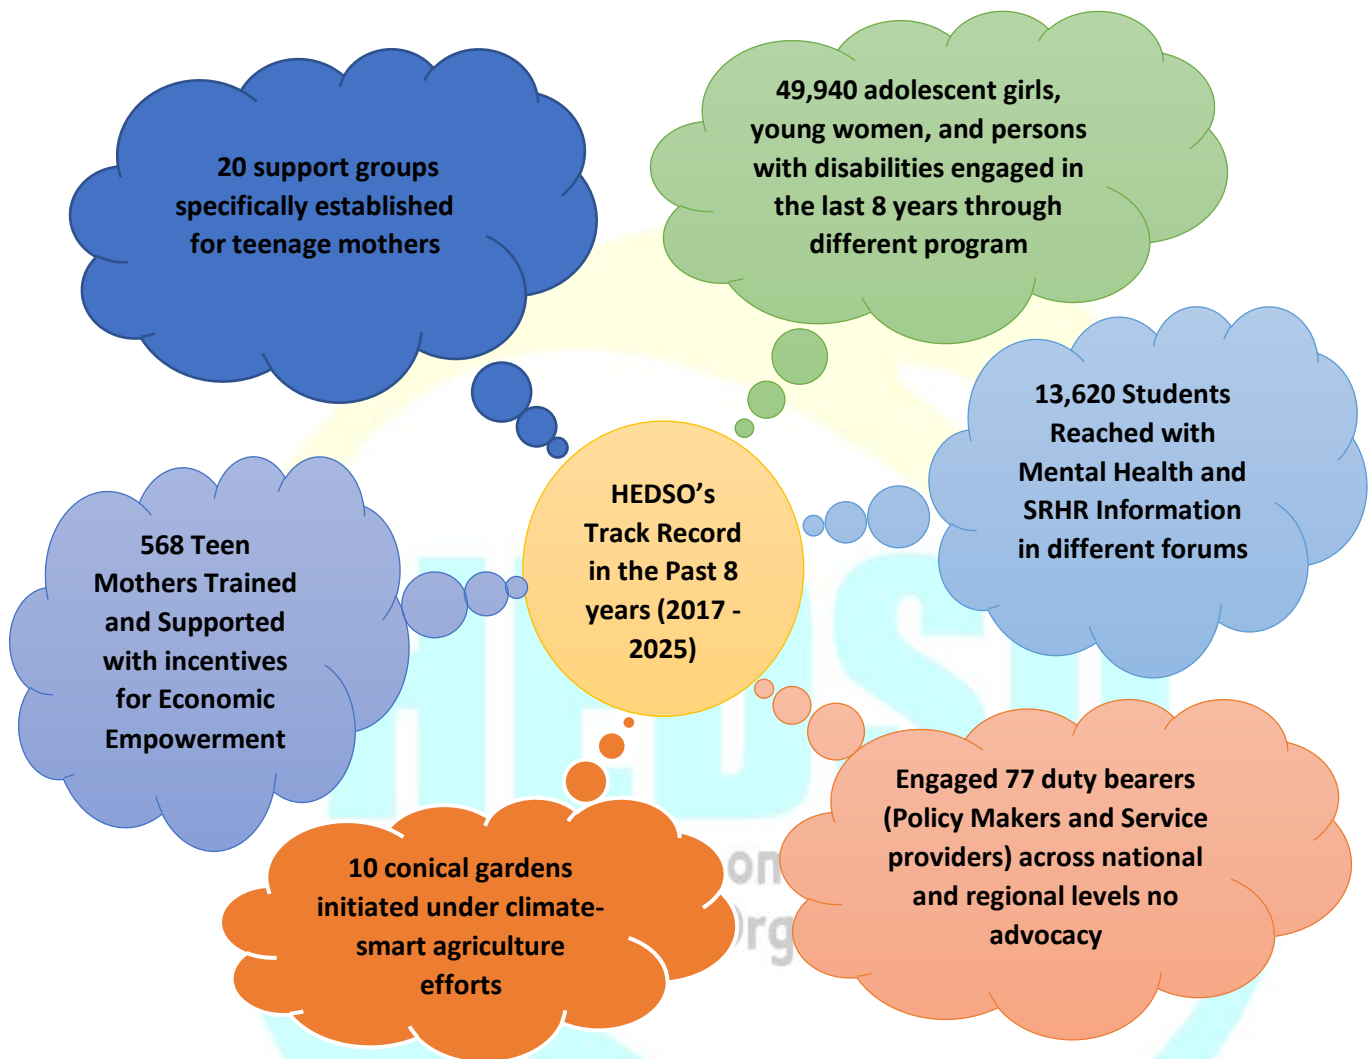 20 support groups
specifically established
for teenage mothers
49,940 adolescent girls,
young women, and persons
with disabilities engaged in
the last 8 years through
different program
13,620 Students
Reached with
Mental Health and
SRHR Information
in different forums
HEDSO’s
Track Record
in the Past 8
years (2017 -
2025)
568 Teen
Mothers Trained
and Supported
with incentives
for Economic
Empowerment
10 conical gardens
initiated under climate-
smart agriculture
efforts
Engaged 77 duty bearers
(Policy Makers and Service
providers) across national
and regional levels no
advocacy
HEDSO